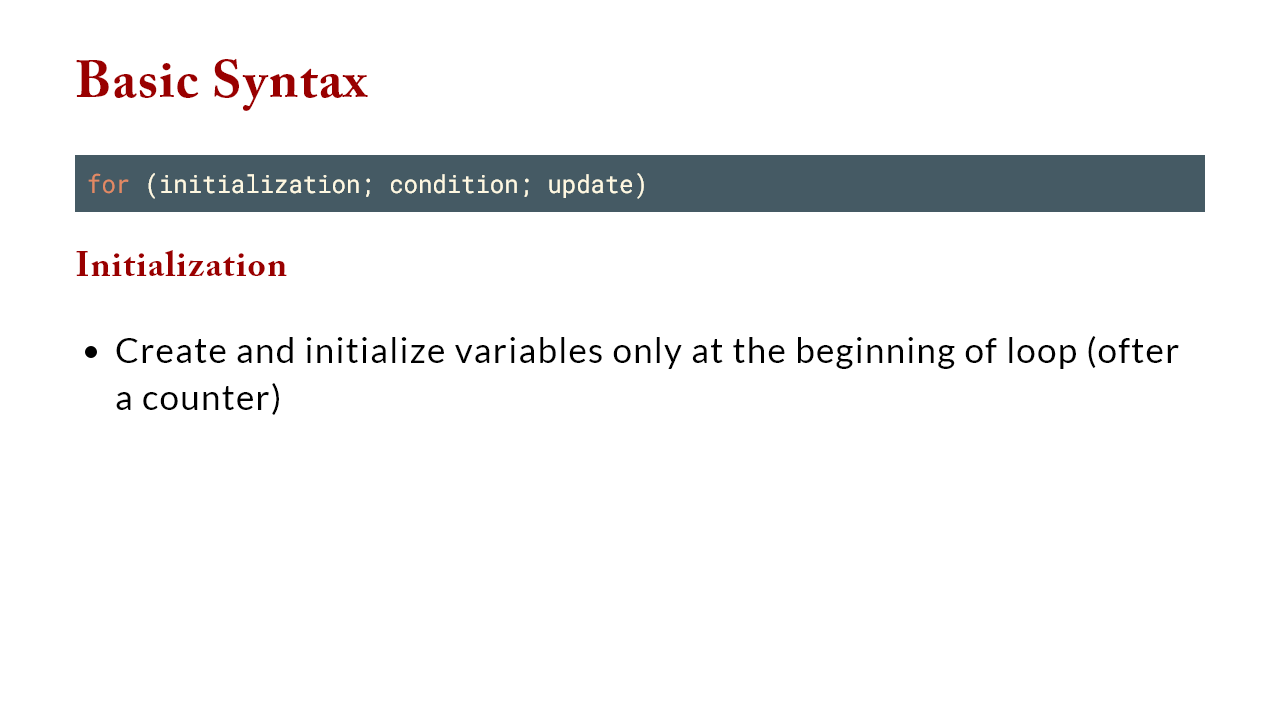 Basic Syntax
for (initialization; condition; update)
Initialization
• Create and initialize variables only at the beginning of loop (ofter
a counter)